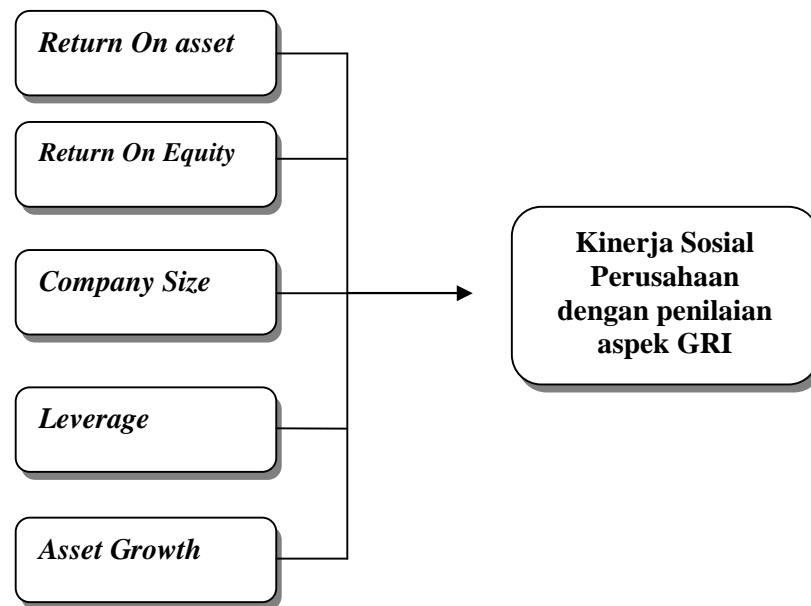 Return On asset
Return On Equity
Company Size
Leverage
Asset Growth
Kinerja Sosial
Perusahaan
dengan penilaian
aspek GRI